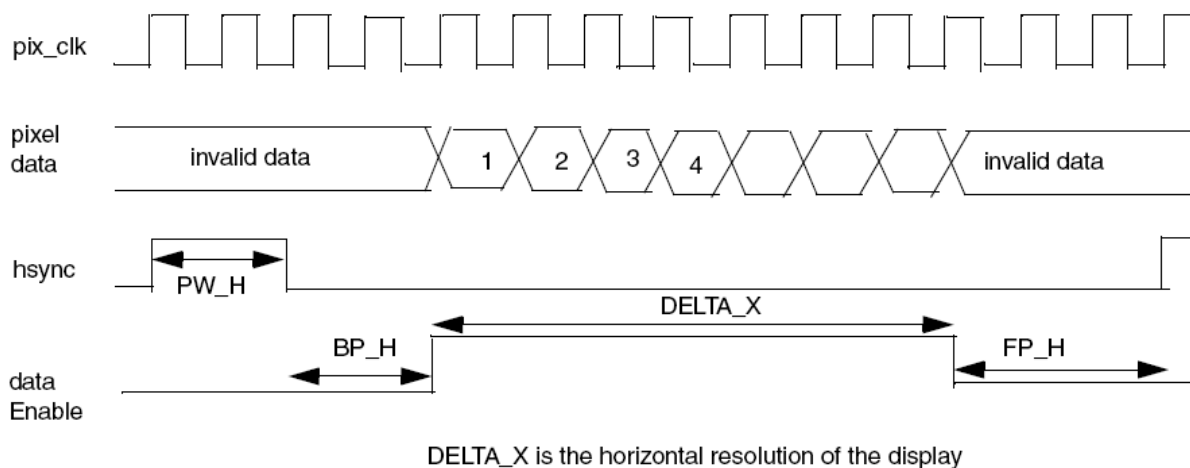 pix_clk
pixel
data
invalid data
1
2
3
4
invalid data
hsync
PW_H
DELTA_X
BP_H
FP_H
data
Enable
DELTA_X is the horizontal resolution of the display